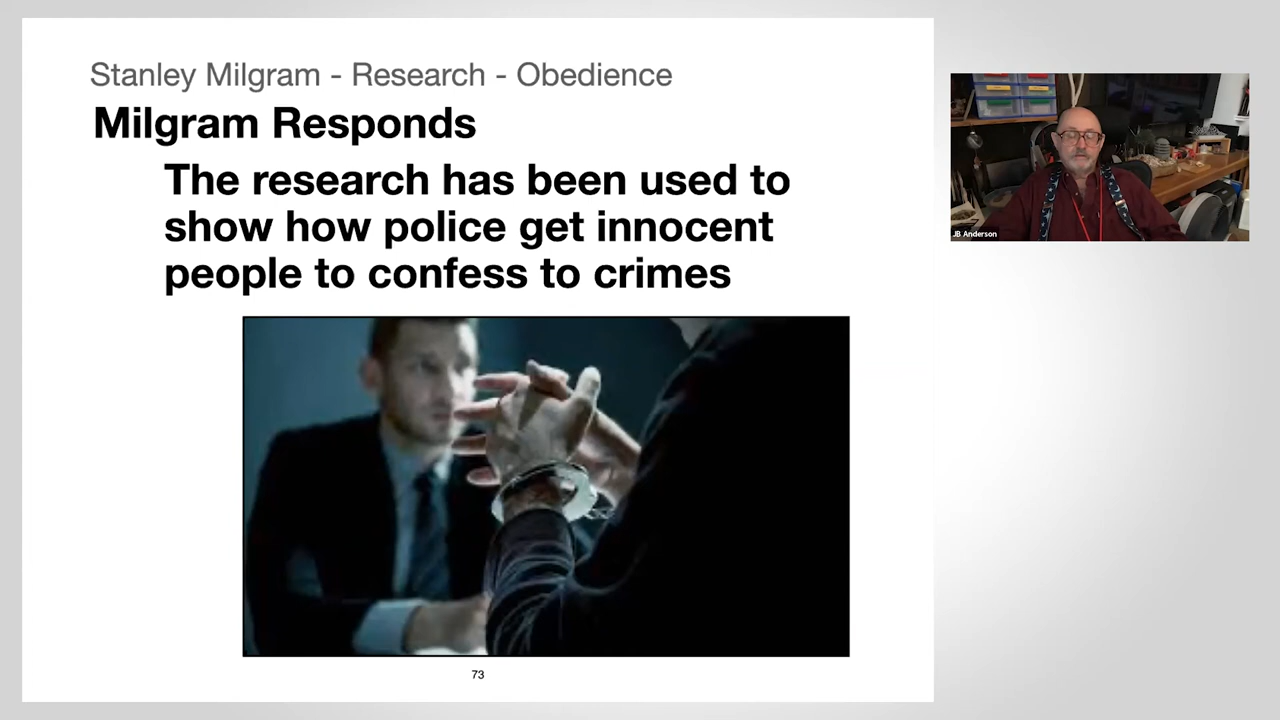 Stanley Milgram - Research - Obedience
Milgram Responds
The research has been used to
show how police get innocent
people to confess to crimes
JB Anderson
73